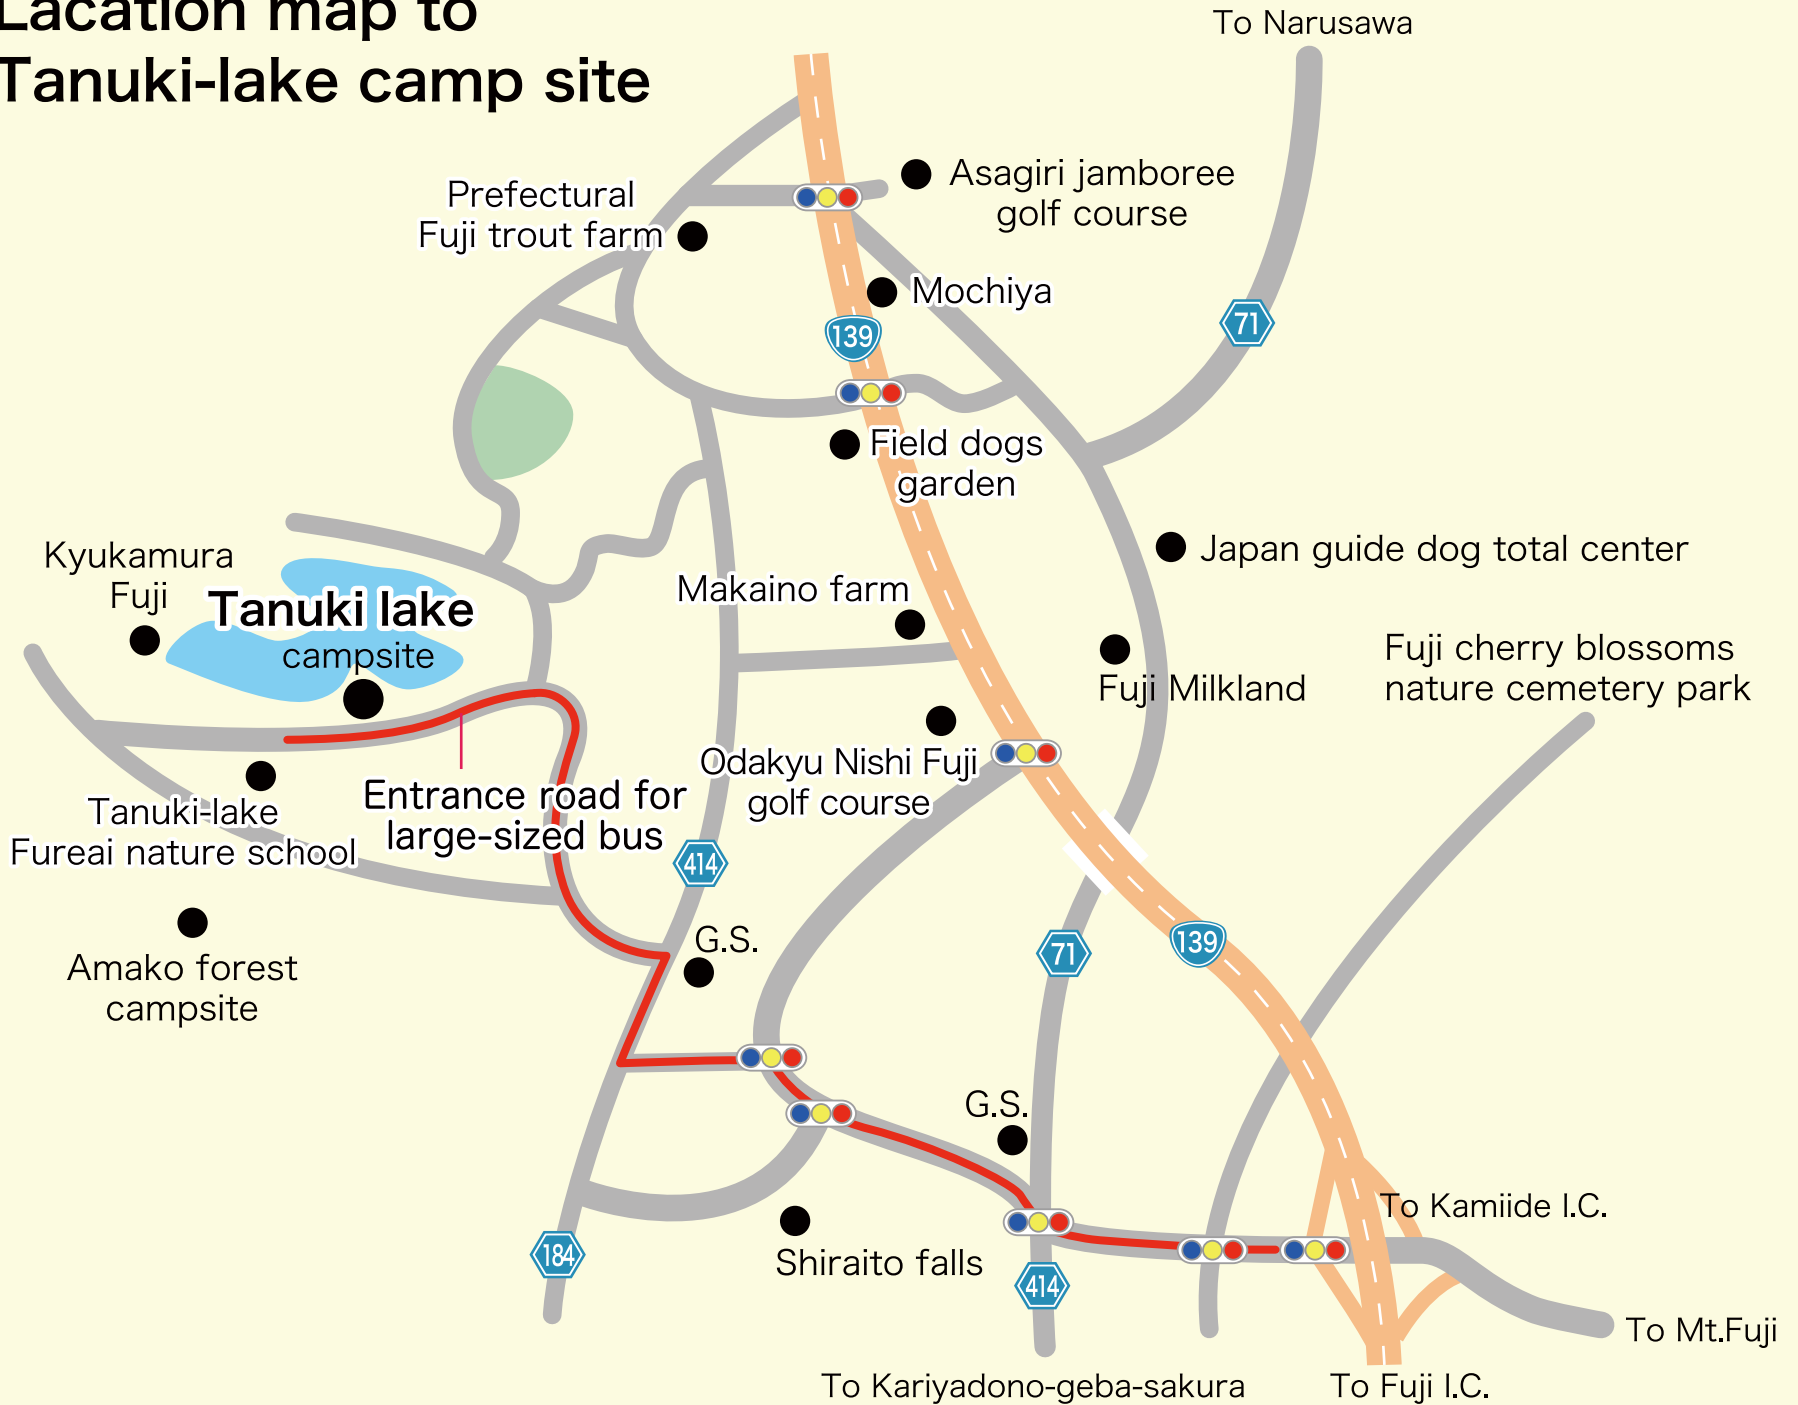 Lacation map to
Tanuki-lake camp site
To Narusawa
Asagiri jamboree
golf course
Prefectural
Fuji trout farm
Mochiya
71
139
Field dogs
garden
Japan guide dog total center
Kyukamura
Fuji
Tanuki lake
campsite
Makaino farm
Fuji Milkland
Fuji cherry blossoms
nature cemetery park
Odakyu Nishi Fuji
golf course
Entrance road for
large-sized bus
Tanuki-lake
Fureai nature school
414
Amako forest
campsite
G.S.
71
139
G.S.
To Kamiide I.C.
184
Shiraito falls
414
To Mt.Fuji
To Kariyadono-geba-sakura
To Fuji I.C.